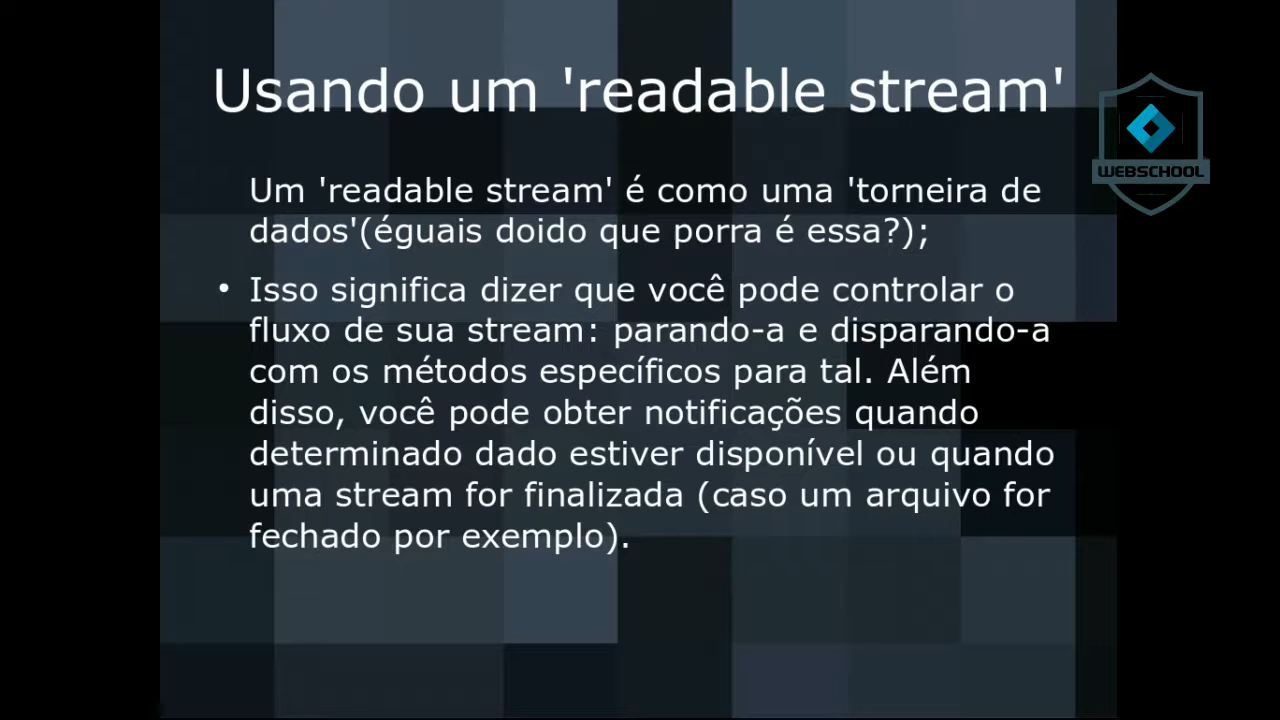 Usando um 'readable stream'
WEBSCHOOL
Um 'readable stream' é como uma 'torneira de
dados'(éguais doido que porra é essa?);
• Isso significa dizer que você pode controlar o
fluxo de sua stream: parando-a e disparando-a
com os métodos específicos para tal. Além
disso, você pode obter notificações quando
determinado dado estiver disponível ou quando
uma stream for finalizada (caso um arquivo for
fechado por exemplo).